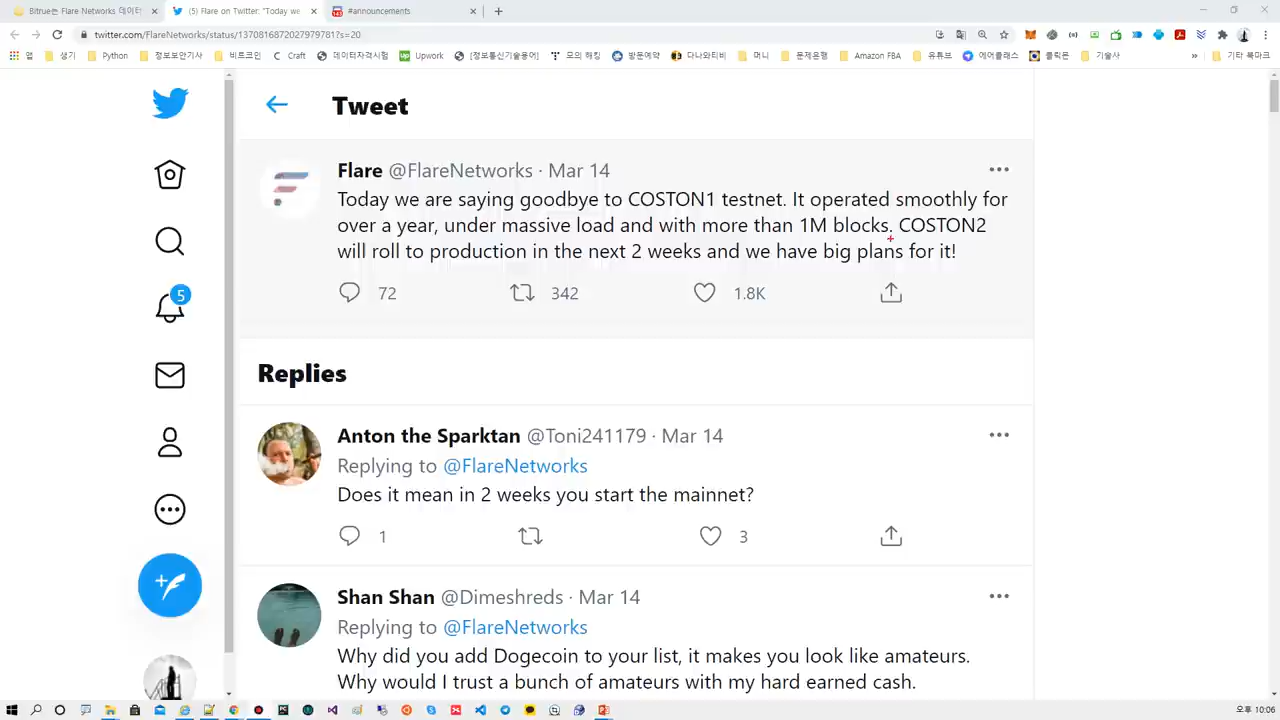 Bitrue는 Flare Networks 데이터
(5) Flare on Twitter: "Today we
#announcements
twitter.com/FlareNetworks/status/1370816872027979781?s=20
앱 생기 Python 정보보안기사 비트코인 Craft 데이터자격시험 Upwork [정보통신기술용어] 모의 해킹 방문예약 다나와티비 머니 문제은행 Amazon FBA 유튜브 에어클래스 클릭몬 기술사 » 기타 북마크
Tweet
Flare @FlareNetworks · Mar 14
Today we are saying goodbye to COSTON1 testnet. It operated smoothly for
over a year, under massive load and with more than 1M blocks. COSTON2
will roll to production in the next 2 weeks and we have big plans for it!
72 342 1.8K
5
Replies
Anton the Sparktan @Toni241179 · Mar 14
Replying to @FlareNetworks
Does it mean in 2 weeks you start the mainnet?
1 3
Shan Shan @Dimeshreds · Mar 14
Replying to @FlareNetworks
Why did you add Dogecoin to your list, it makes you look like amateurs.
Why would I trust a bunch of amateurs with my hard earned cash.
오후 10:06